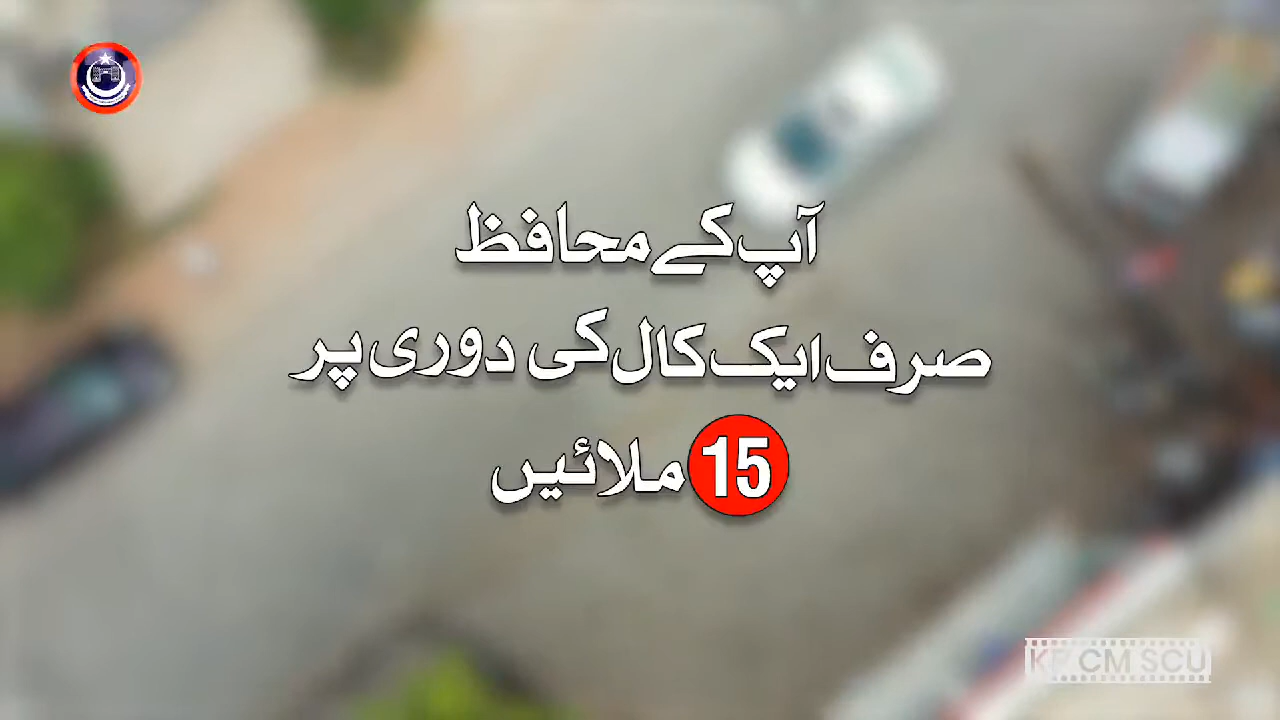 آپ کے محافظ
صرف ایک کال کی دوری پر
15 ملائیں
KP CM SCU